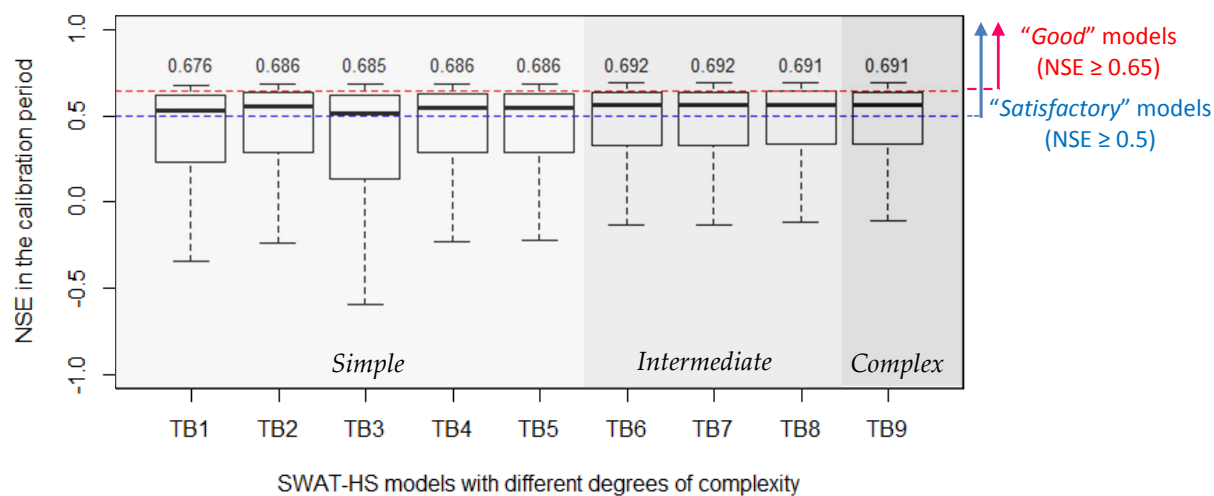 1.0
0.5
0.0
-0.5
-1.0
NSE in the calibration period
0.676 0.686 0.685 0.686 0.686 0.692 0.692 0.691 0.691
Simple Intermediate Complex
TB1 TB2 TB3 TB4 TB5 TB6 TB7 TB8 TB9
SWAT-HS models with different degrees of complexity
“Good” models
(NSE ≥ 0.65)
“Satisfactory” models
(NSE ≥ 0.5)